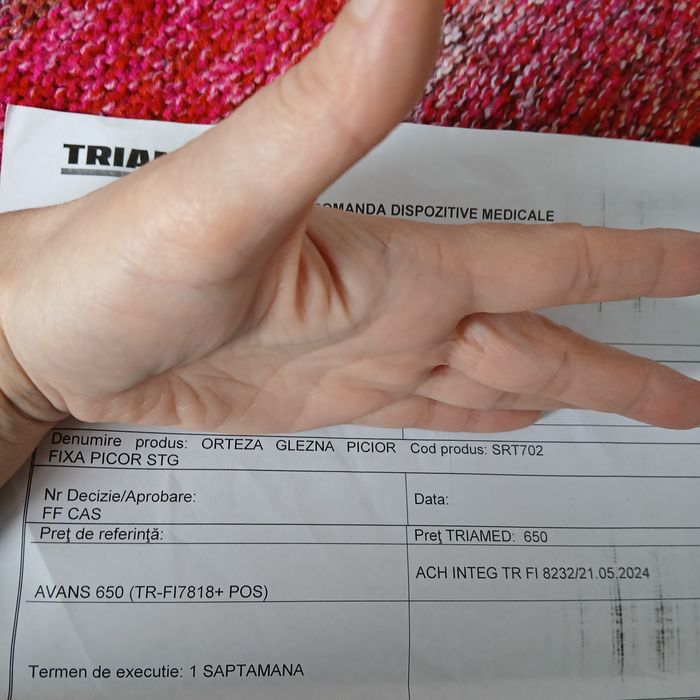 DISPOZITIVE MEDICALE
Denumire produs: ORTEZA GLEZNA PICIOR
FIXA PICOR STG
Cod produs: SRT702
Nr Decizie/Aprobare:
FF CAS
Data:
Preţ de referinţă:
Preţ TRIAMED: 650
AVANS 650 (TR-FI7818+ POS)
ACH INTEG TR FI 8232/21.05.2024
Termen de executie: 1 SAPTAMANA